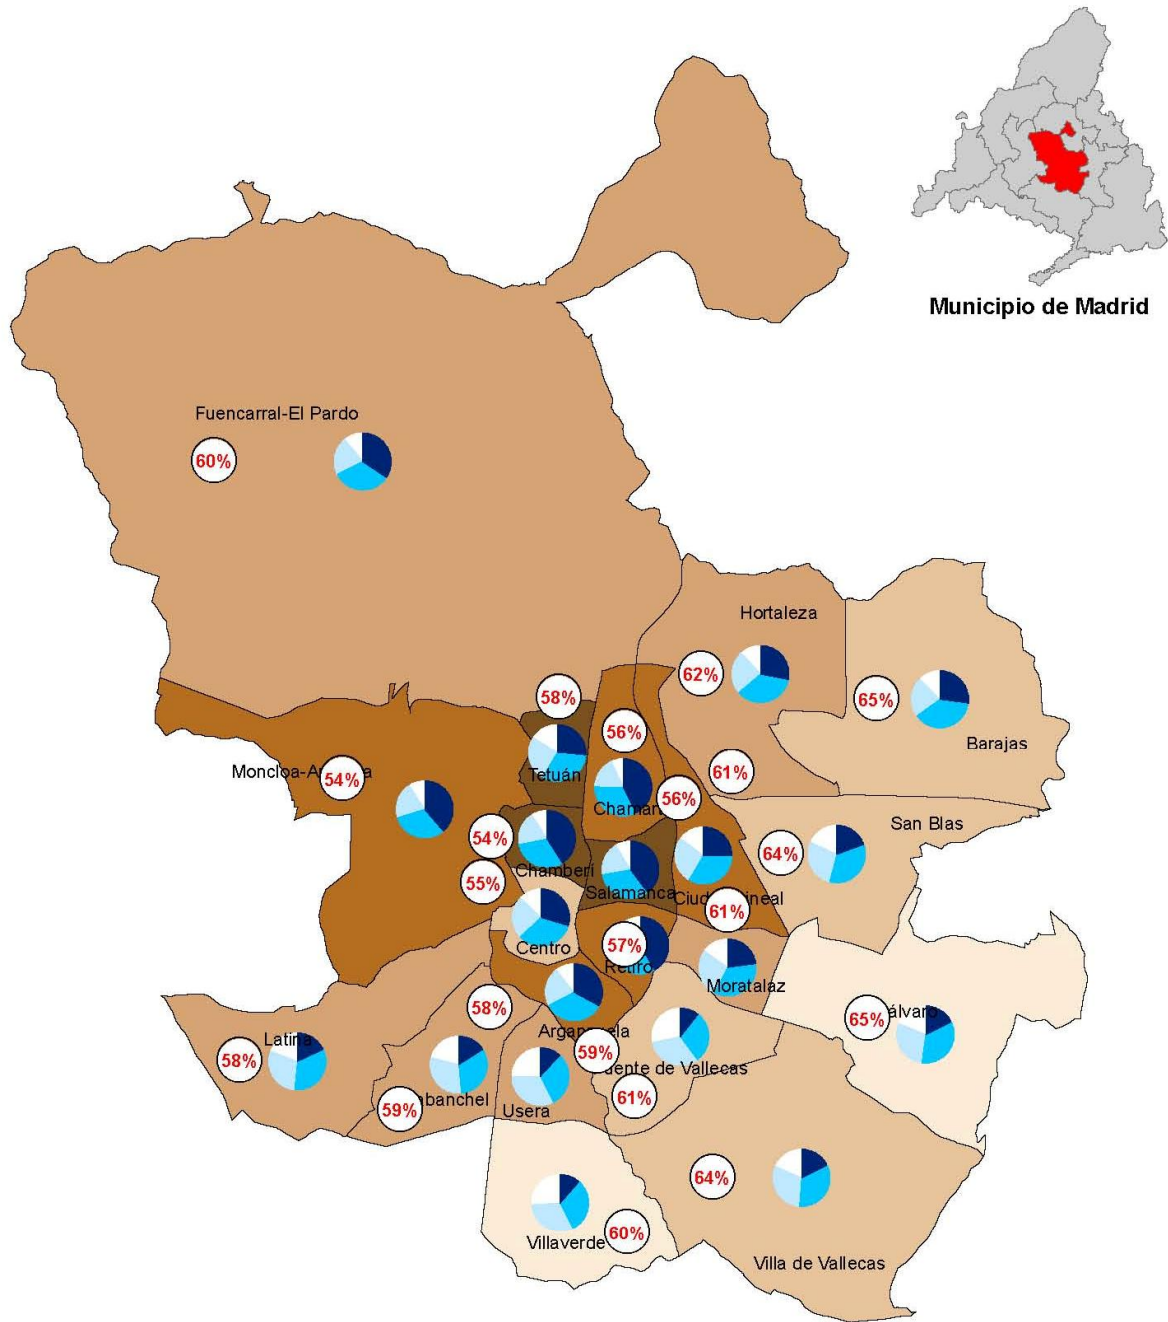 Municipio de Madrid
Fuencarral-El Pardo
60%
Hortaleza
62%
65%
Barajas
58%
56%
Tetuán
61%
54%
56%
54%
Chamberí
Salamanca
San Blas
64%
55%
61%
Centro
57%
Retiro
Moratalaz
58%
65%
Latina
58%
59%
59%
Usera
61%
64%
60%
Villaverde
Villa de Vallecas